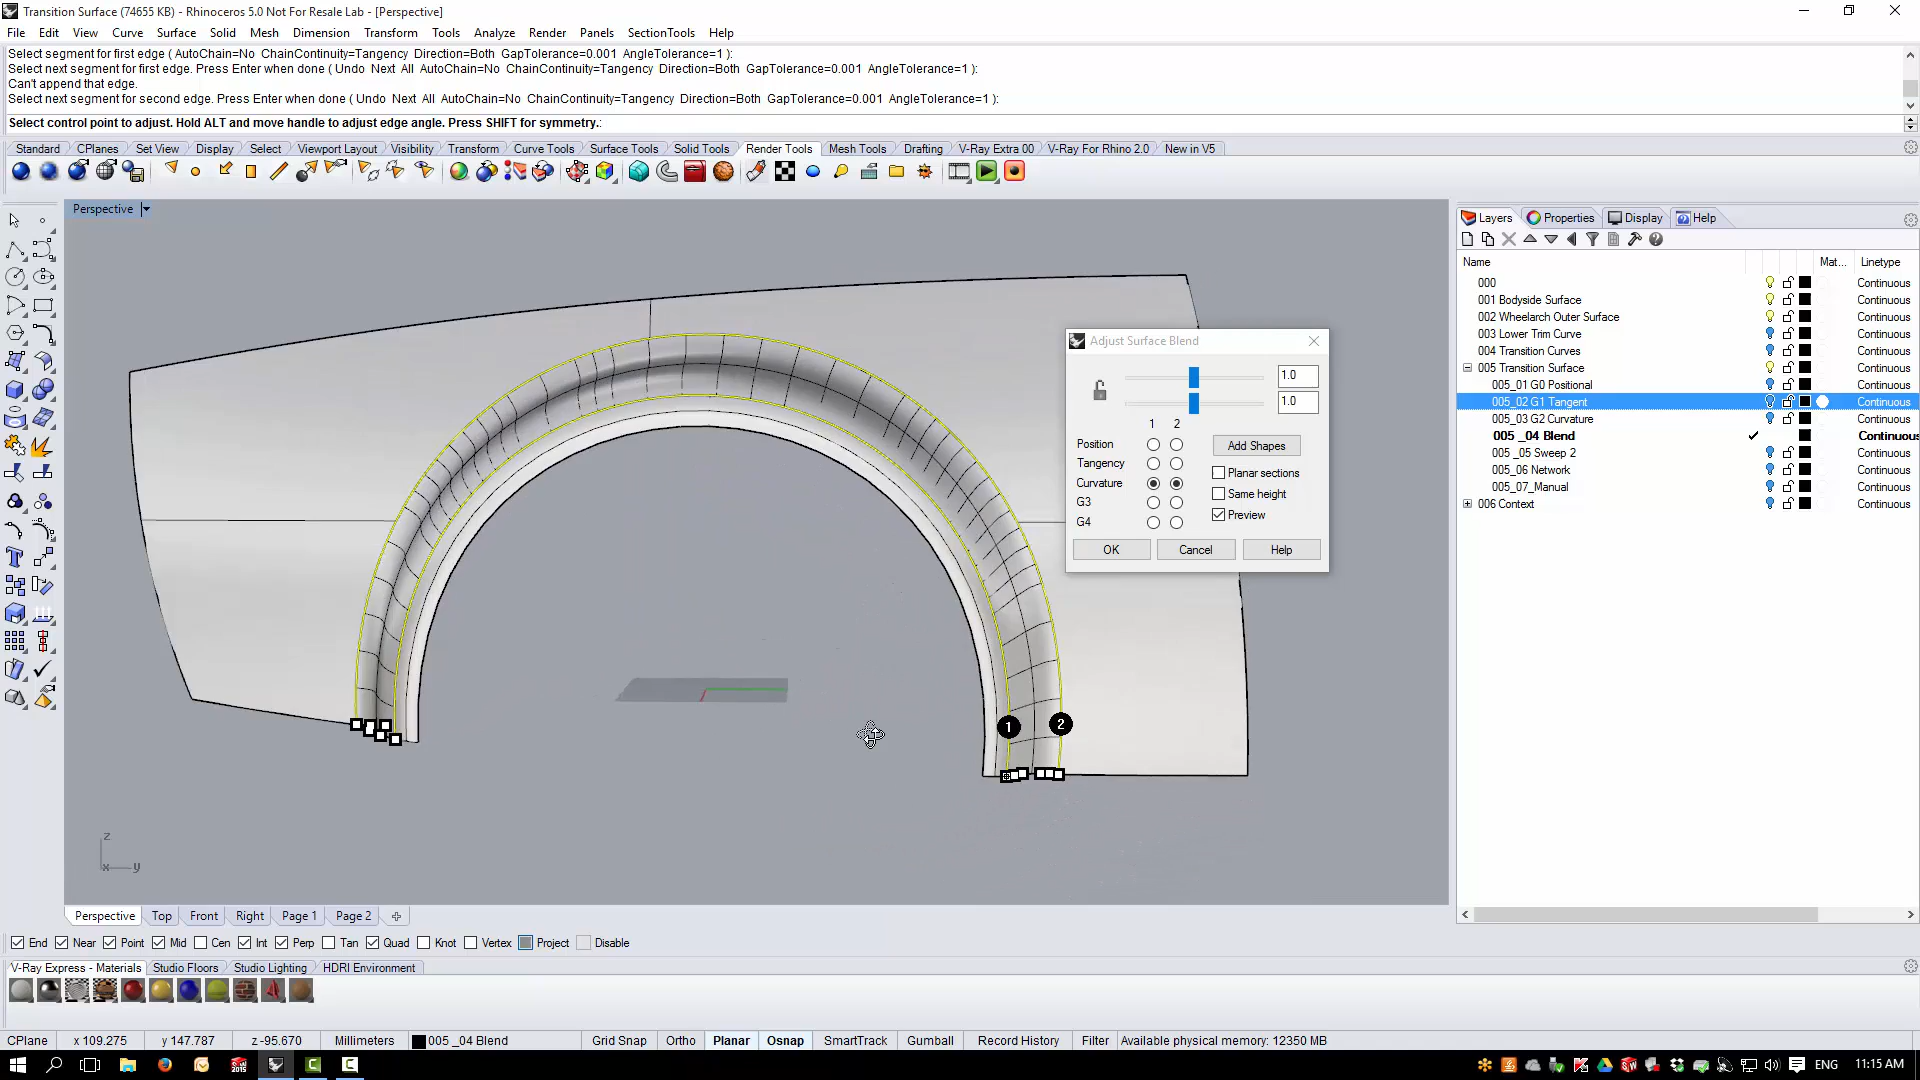 Transition Surface (74655 KB) - Rhinoceros 5.0 Not For Resale Lab - [Perspective]
File Edit View Curve Surface Solid Mesh Dimension Transform Tools Analyze Render Panels SectionTools Help
Select segment for first edge ( AutoChain=No ChainContinuity=Tangency Direction=Both GapTolerance=0.001 AngleTolerance=1 ):
Select next segment for first edge. Press Enter when done ( Undo Next All AutoChain=No ChainContinuity=Tangency Direction=Both GapTolerance=0.001 AngleTolerance=1 ):
Can't append that edge.
Select next segment for second edge. Press Enter when done ( Undo Next All AutoChain=No ChainContinuity=Tangency Direction=Both GapTolerance=0.001 AngleTolerance=1 ):
Select control point to adjust. Hold ALT and move handle to adjust edge angle. Press SHIFT for symmetry.:
Standard CPlanes Set View Display Select Viewport Layout Visibility Transform Curve Tools Surface Tools Solid Tools Render Tools Mesh Tools Drafting V-Ray Extra 00 V-Ray For Rhino 2.0 New in V5
Perspective
Layers Properties Display Help
Name Mat... Linetype
000 Continuous
001 Bodyside Surface Continuous
002 Wheelarch Outer Surface Continuous
003 Lower Trim Curve Continuous
004 Transition Curves Continuous
005 Transition Surface Continuous
005_01 G0 Positional Continuous
005_02 G1 Tangent Continuous
005_03 G2 Curvature Continuous
005 _04 Blend Continuous
005 _05 Sweep 2 Continuous
005_06 Network Continuous
005_07_Manual Continuous
006 Context Continuous
Adjust Surface Blend
1.0
1.0
1 2
Position
Tangency
Curvature
G3
G4
Add Shapes
Planar sections
Same height
Preview
OK Cancel Help
1 2
z
x y
Perspective Top Front Right Page 1 Page 2
End Near Point Mid Cen Int Perp Tan Quad Knot Vertex Project Disable
V-Ray Express - Materials Studio Floors Studio Lighting HDRI Environment
CPlane x 109.275 y 147.787 z -95.670 Millimeters 005 _04 Blend Grid Snap Ortho Planar Osnap SmartTrack Gumball Record History Filter Available physical memory: 12350 MB
ENG 11:15 AM